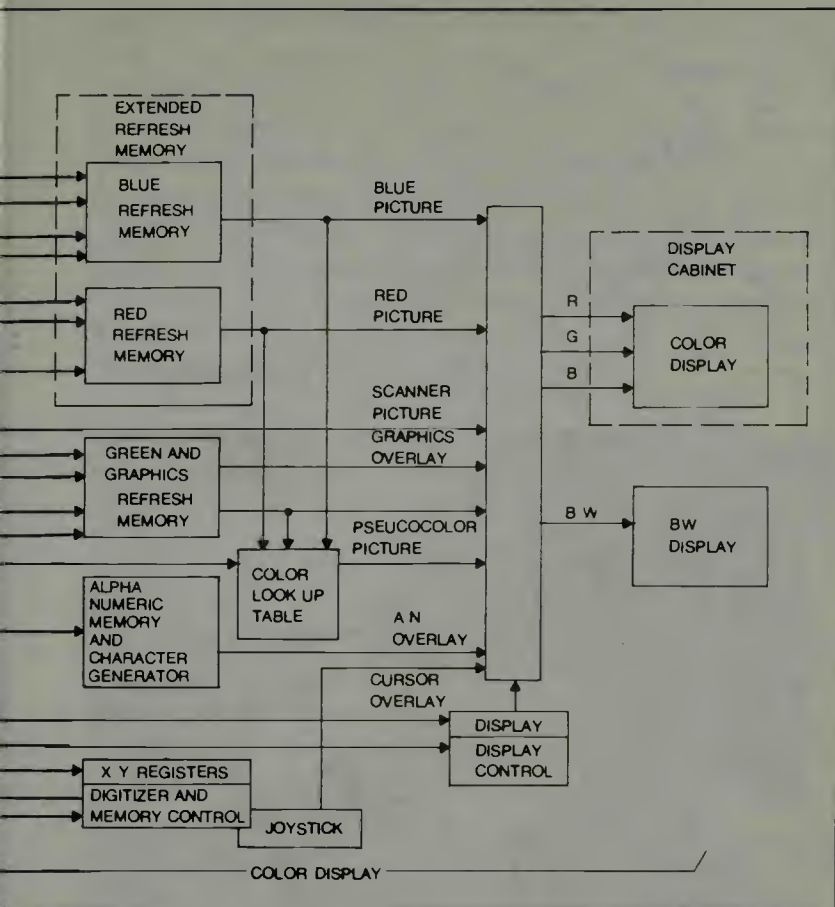 EXTENDED
REFRESH
MEMORY
BLUE
REFRESH
MEMORY
BLUE
PICTURE
DISPLAY
CABINET
RED
REFRESH
MEMORY
RED
PICTURE
R
G
B
COLOR
DISPLAY
SCANNER
PICTURE
GRAPHICS
OVERLAY
GREEN AND
GRAPHICS
REFRESH
MEMORY
PSEUCOCOLOR
PICTURE
B W
BW
DISPLAY
COLOR
LOOK UP
TABLE
ALPHA
NUMERIC
MEMORY
AND
CHARACTER
GENERATOR
A N
OVERLAY
CURSOR
OVERLAY
DISPLAY
DISPLAY
CONTROL
X Y REGISTERS
DIGITIZER AND
MEMORY CONTROL
JOYSTICK
COLOR DISPLAY